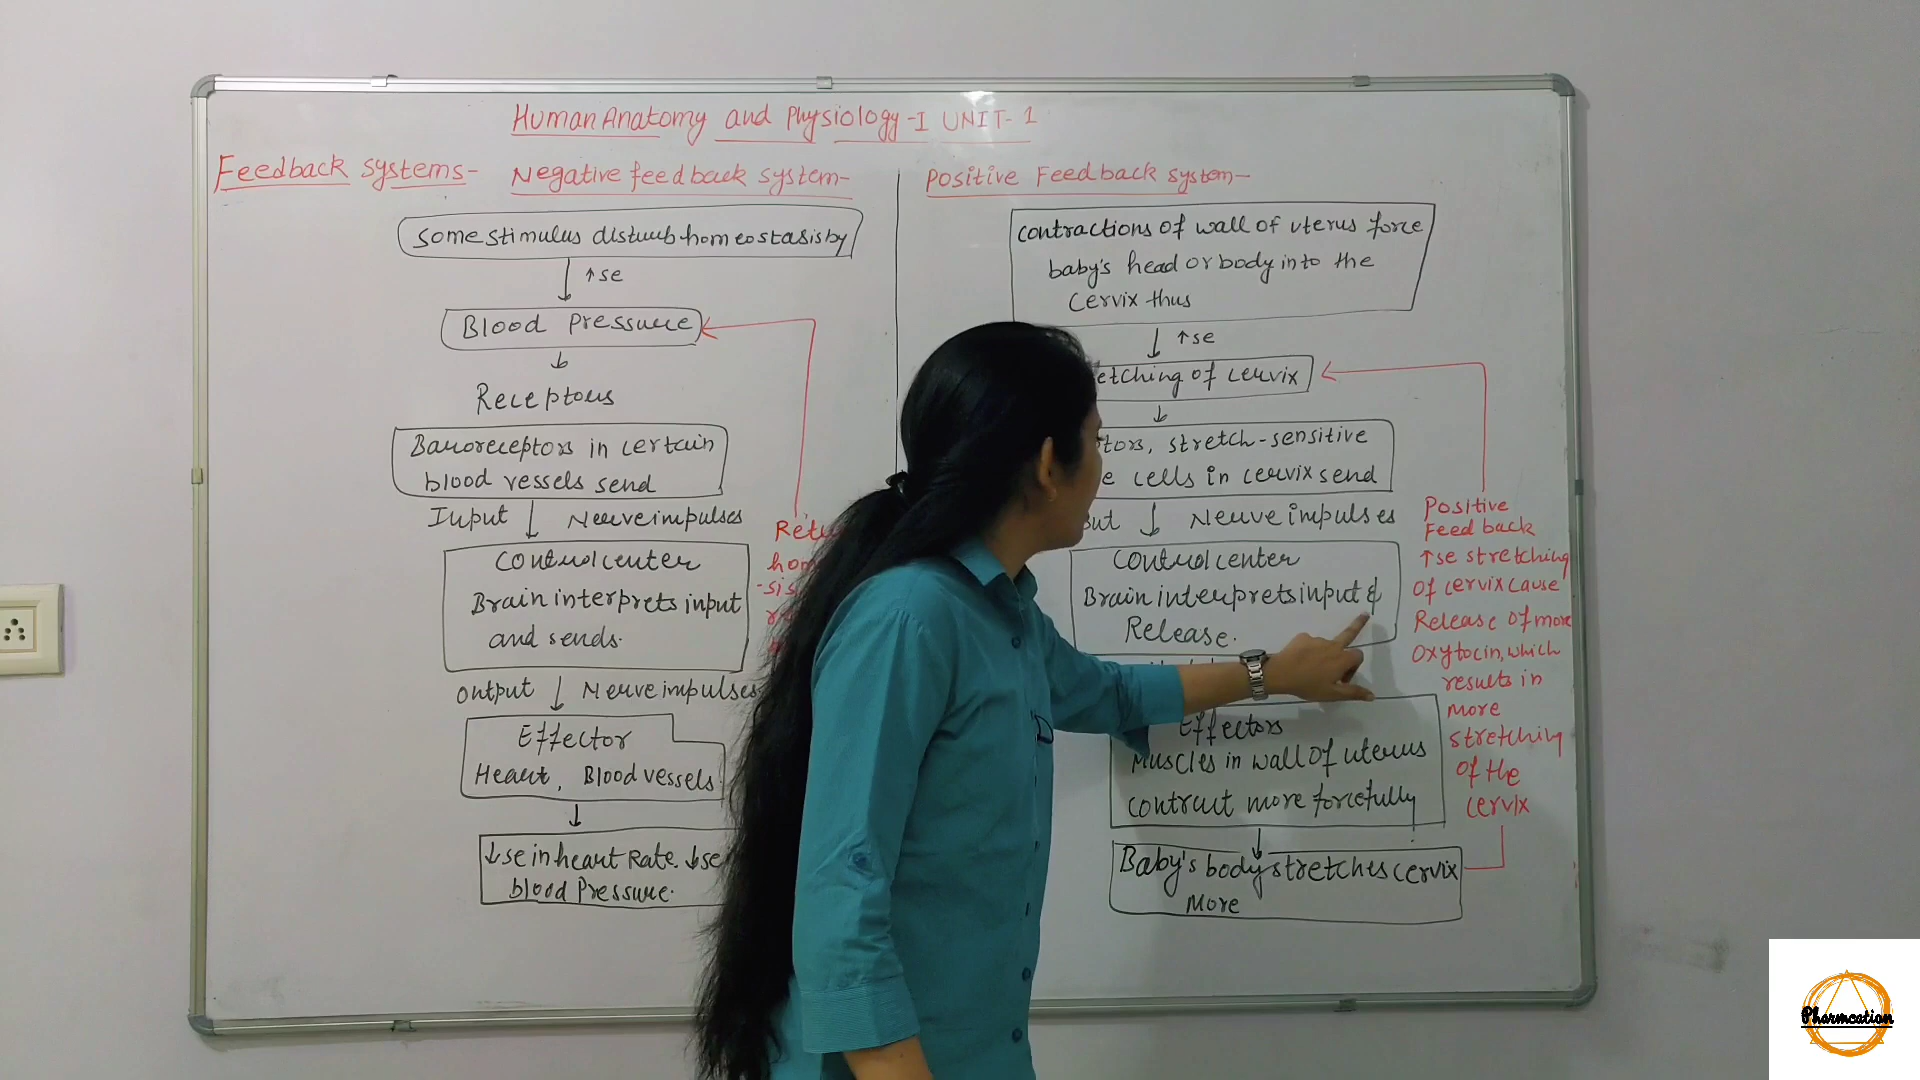 Human Anatomy and Physiology-I UNIT-1
Feedback systems-
Negative feedback system-
some stimulus disturb homeostasis by
↑se
Blood Pressure
Receptors
Baroreceptors in certain
blood vessels send
Input
Nerve impulses
Control center
Brain interprets input
and sends.
output
Nerve impulses
Effector
Heart, Blood vessels
↓se in heart Rate. ↓se
blood Pressure.
Positive Feedback system-
contractions of wall of uterus force
baby's head or body into the
cervix thus
↑se
etching of cervix
tors, stretch-sensitive
e cells in cervix send
Nerve impulses
Control center
Brain interprets input &
Release.
Effectors
Muscles in wall of uterus
contract more forcefully
Baby's body stretches cervix
more
Positive
Feed back
↑se stretching
of cervix cause
Release of more
oxytocin, which
results in
more
stretching
of the
cervix
Pharmcation